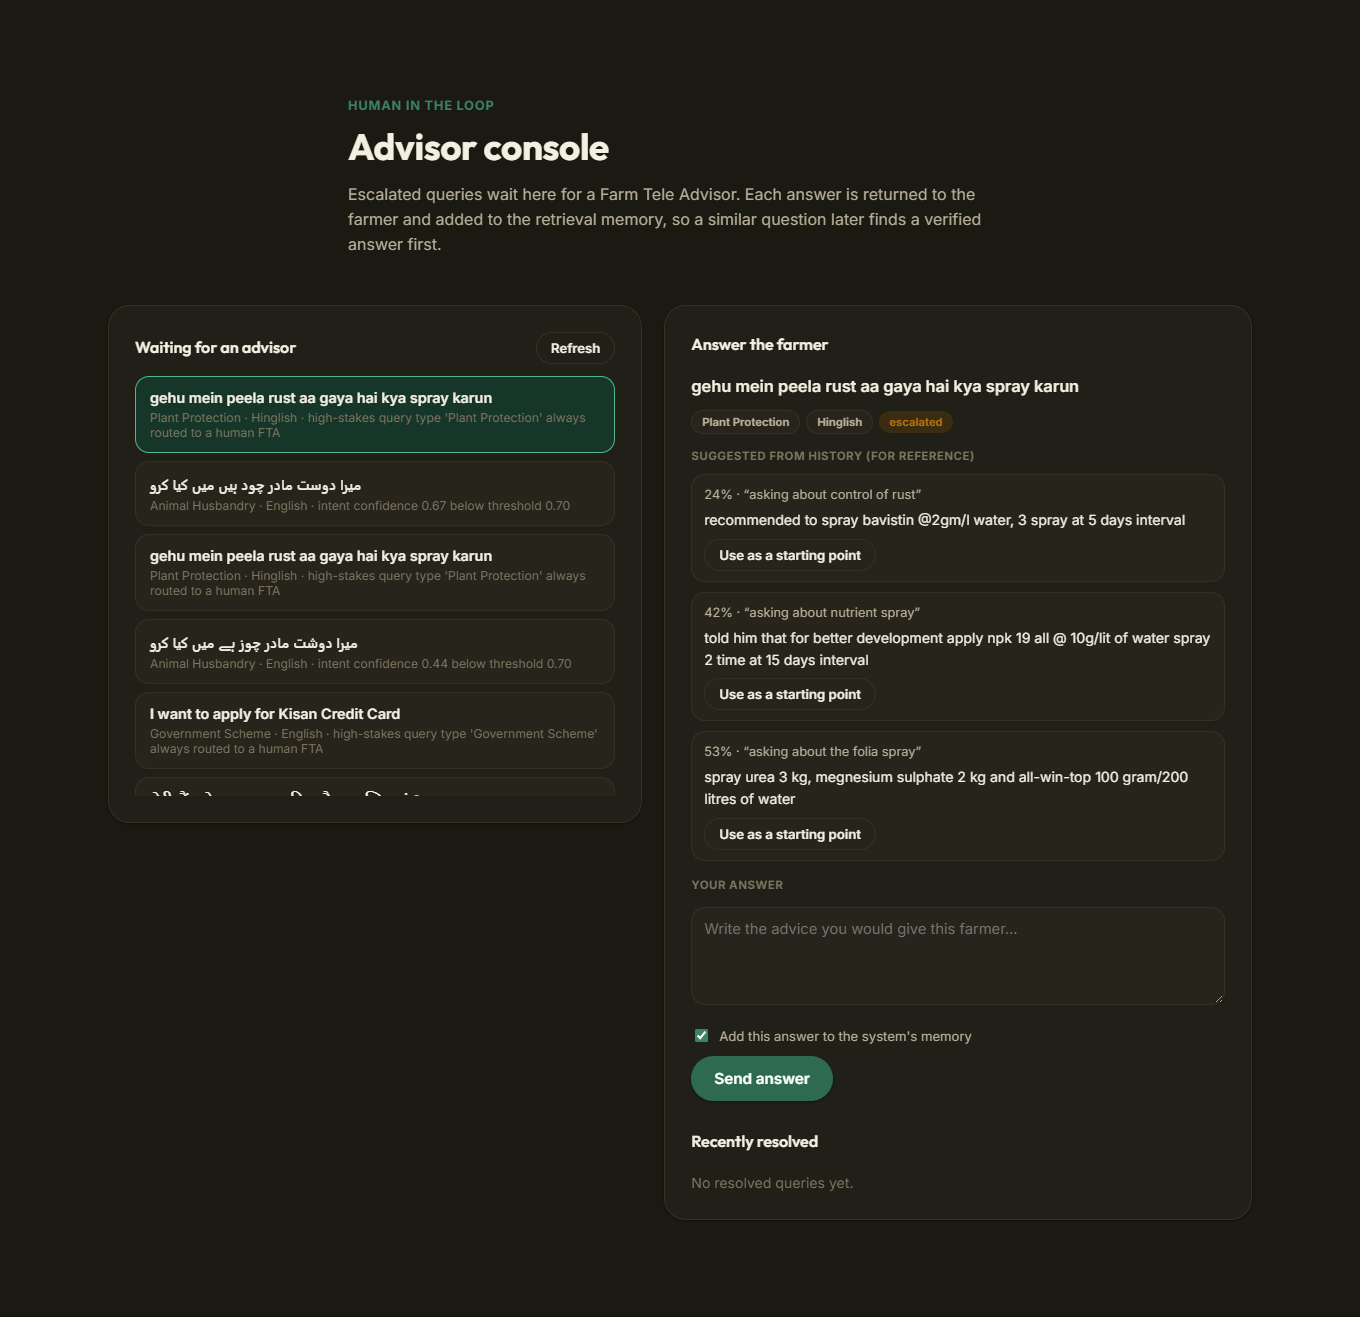 HUMAN IN THE LOOP
Advisor console
Escalated queries wait here for a Farm Tele Advisor. Each answer is returned to the
farmer and added to the retrieval memory, so a similar question later finds a verified
answer first.
Waiting for an advisor
Refresh
gehu mein peela rust aa gaya hai kya spray karun
Plant Protection · Hinglish · high-stakes query type 'Plant Protection' always
routed to a human FTA
میرا دوست مادر چود ہیں میں کیا کرو
Animal Husbandry · English · intent confidence 0.67 below threshold 0.70
gehu mein peela rust aa gaya hai kya spray karun
Plant Protection · Hinglish · high-stakes query type 'Plant Protection' always
routed to a human FTA
میرا دوشت مادر چوز ہے میں کیا کرو
Animal Husbandry · English · intent confidence 0.44 below threshold 0.70
I want to apply for Kisan Credit Card
Government Scheme · English · high-stakes query type 'Government Scheme'
always routed to a human FTA
Answer the farmer
gehu mein peela rust aa gaya hai kya spray karun
Plant Protection
Hinglish
escalated
SUGGESTED FROM HISTORY (FOR REFERENCE)
24% · “asking about control of rust”
recommended to spray bavistin @2gm/l water, 3 spray at 5 days interval
Use as a starting point
42% · “asking about nutrient spray”
told him that for better development apply npk 19 all @ 10g/lit of water spray
2 time at 15 days interval
Use as a starting point
53% · “asking about the folia spray”
spray urea 3 kg, megnesium sulphate 2 kg and all-win-top 100 gram/200
litres of water
Use as a starting point
YOUR ANSWER
Write the advice you would give this farmer...
Add this answer to the system's memory
Send answer
Recently resolved
No resolved queries yet.